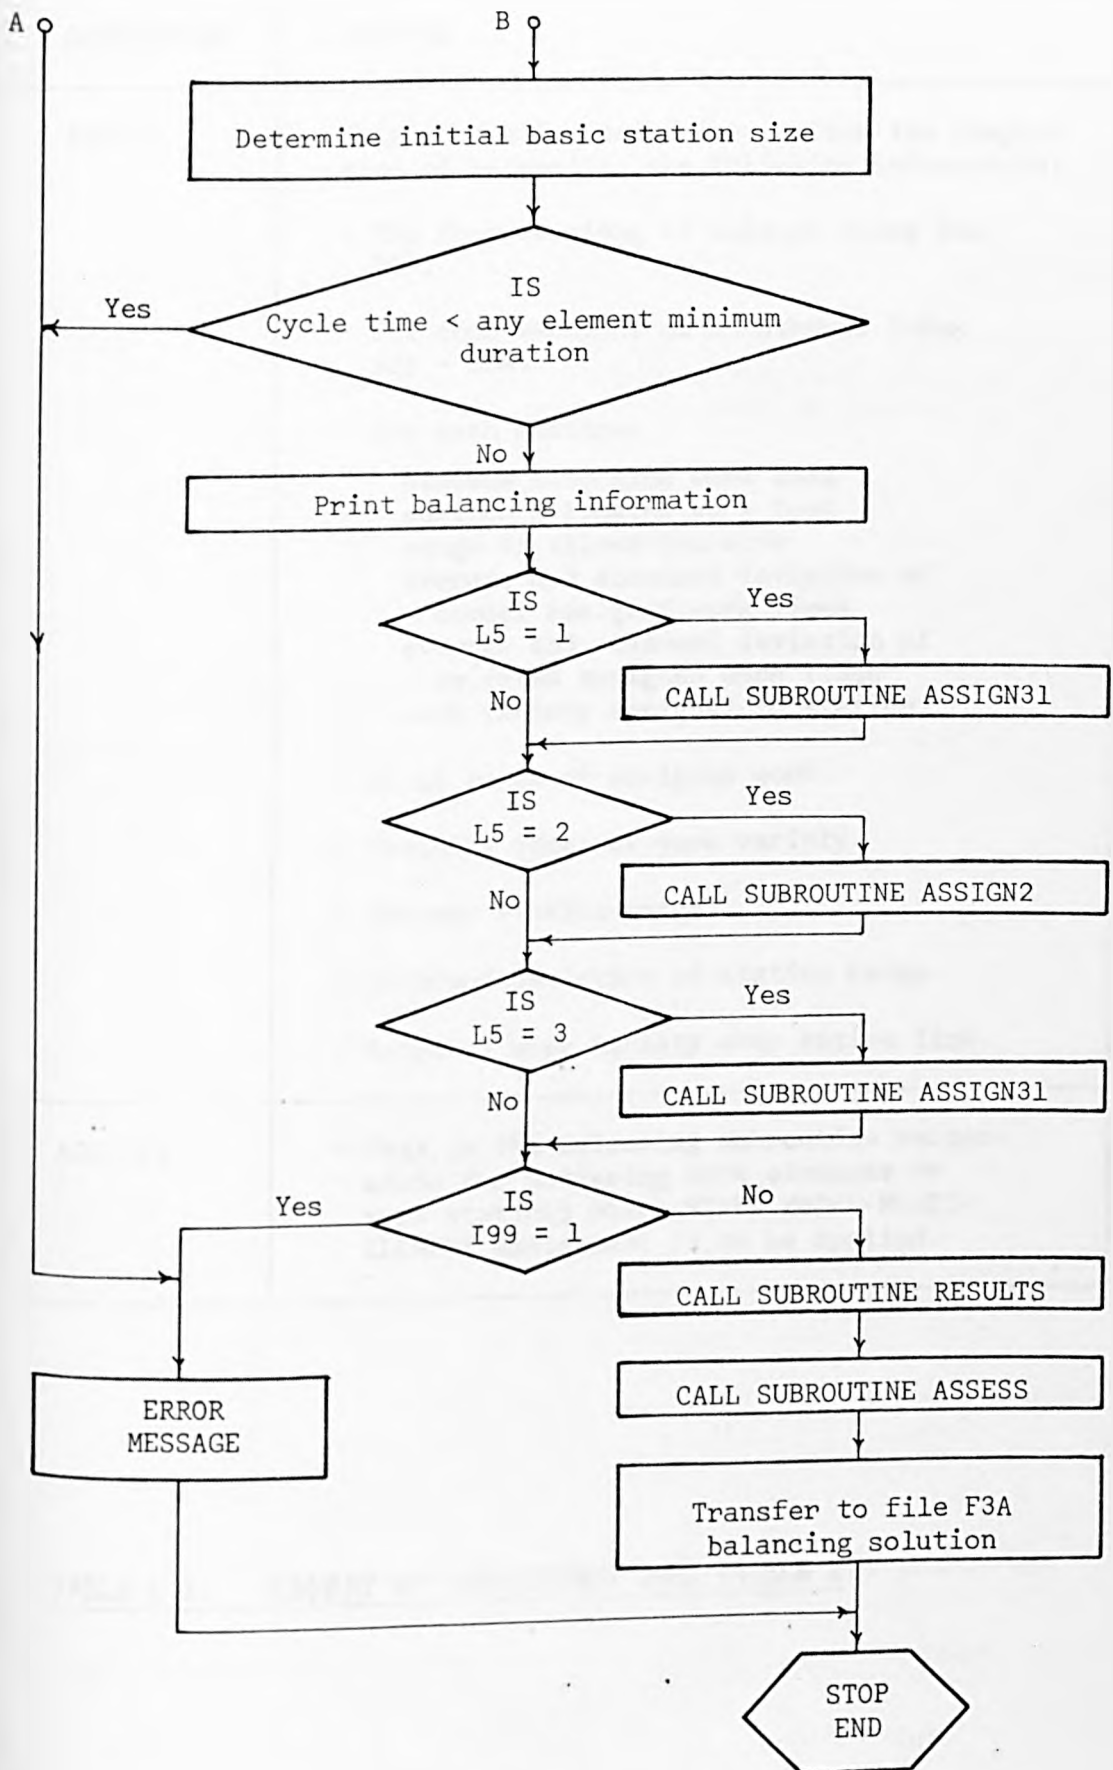 A
B
Determine initial basic station size
IS
Cycle time < any element minimum
duration
Yes
No
Print balancing information
IS
L5 = 1
Yes
No
CALL SUBROUTINE ASSIGN31
IS
L5 = 2
Yes
No
CALL SUBROUTINE ASSIGN2
IS
L5 = 3
Yes
No
CALL SUBROUTINE ASSIGN31
IS
I99 = 1
Yes
No
CALL SUBROUTINE RESULTS
CALL SUBROUTINE ASSESS
ERROR
MESSAGE
Transfer to file F3A
balancing solution
STOP
END